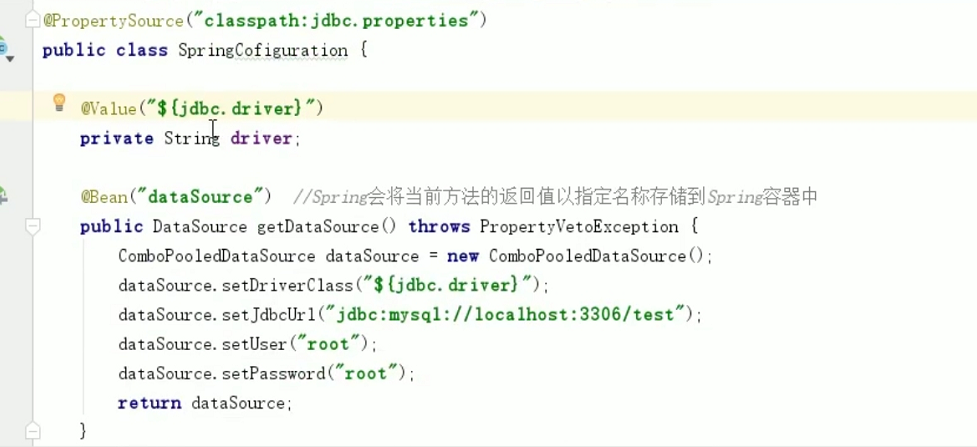 @PropertySource("classpath:jdbc.properties")
public class SpringCofiguration {
@Value("${jdbc.driver}")
private String driver;
@Bean("dataSource") //Spring会将当前方法的返回值以指定名称存储到Spring容器中
public DataSource getDataSource() throws PropertyVetoException {
ComboPooledDataSource dataSource = new ComboPooledDataSource();
dataSource.setDriverClass("${jdbc.driver}");
dataSource.setJdbcUrl("jdbc:mysql://localhost:3306/test");
dataSource.setUser("root");
dataSource.setPassword("root");
return dataSource;
}